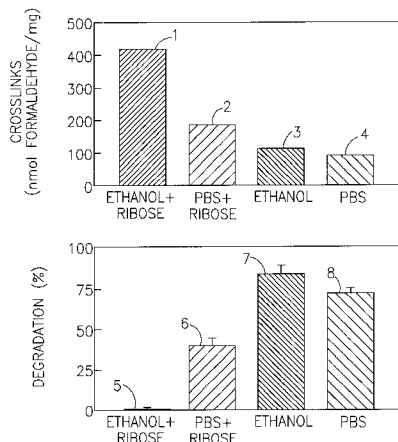 500
400
300
200
100
0
CROSSLINKS
(nmol FORMALDEHYDE/mg)
1
2
3
4
ETHANOL+
RIBOSE
PBS+
RIBOSE
ETHANOL
PBS
100
75
50
25
0
DEGRADATION (%)
5
6
7
8
ETHANOL+
RIBOSE
PBS+
RIBOSE
ETHANOL
PBS